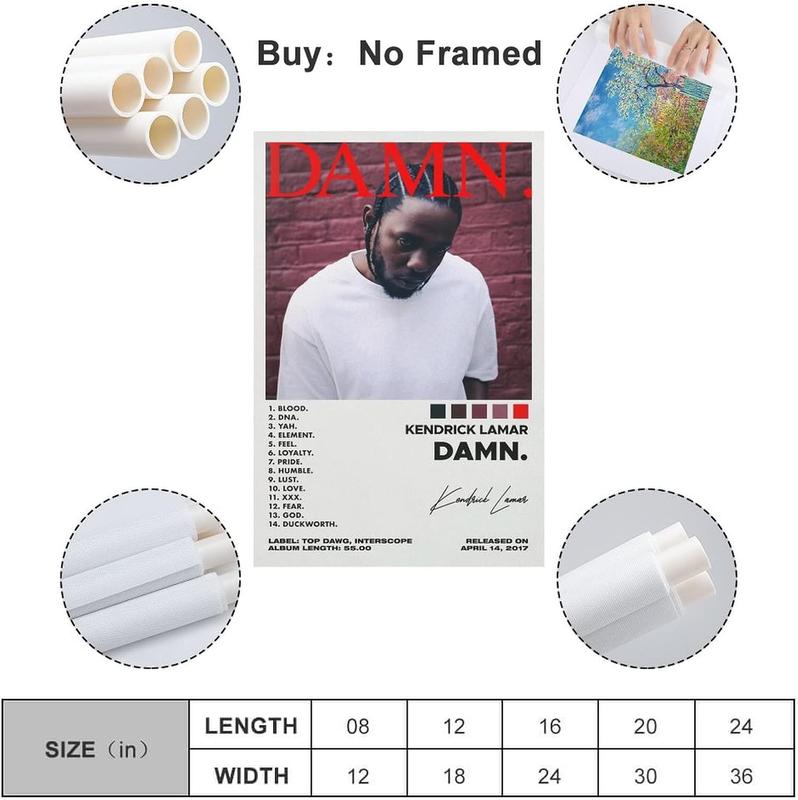 Buy：No Framed
DAMN.
1. BLOOD.
2. DNA.
3. YAH.
4. ELEMENT.
5. FEEL.
6. LOYALTY.
7. PRIDE.
8. HUMBLE.
9. LUST.
10. LOVE.
11. XXX.
12. FEAR.
13. GOD.
14. DUCKWORTH.
KENDRICK LAMAR
DAMN.
Kendrick Lamar
LABEL: TOP DAWG, INTERSCOPE
ALBUM LENGTH: 55.00
RELEASED ON
APRIL 14, 2017
SIZE（in）
LENGTH 08 12 16 20 24
WIDTH 12 18 24 30 36